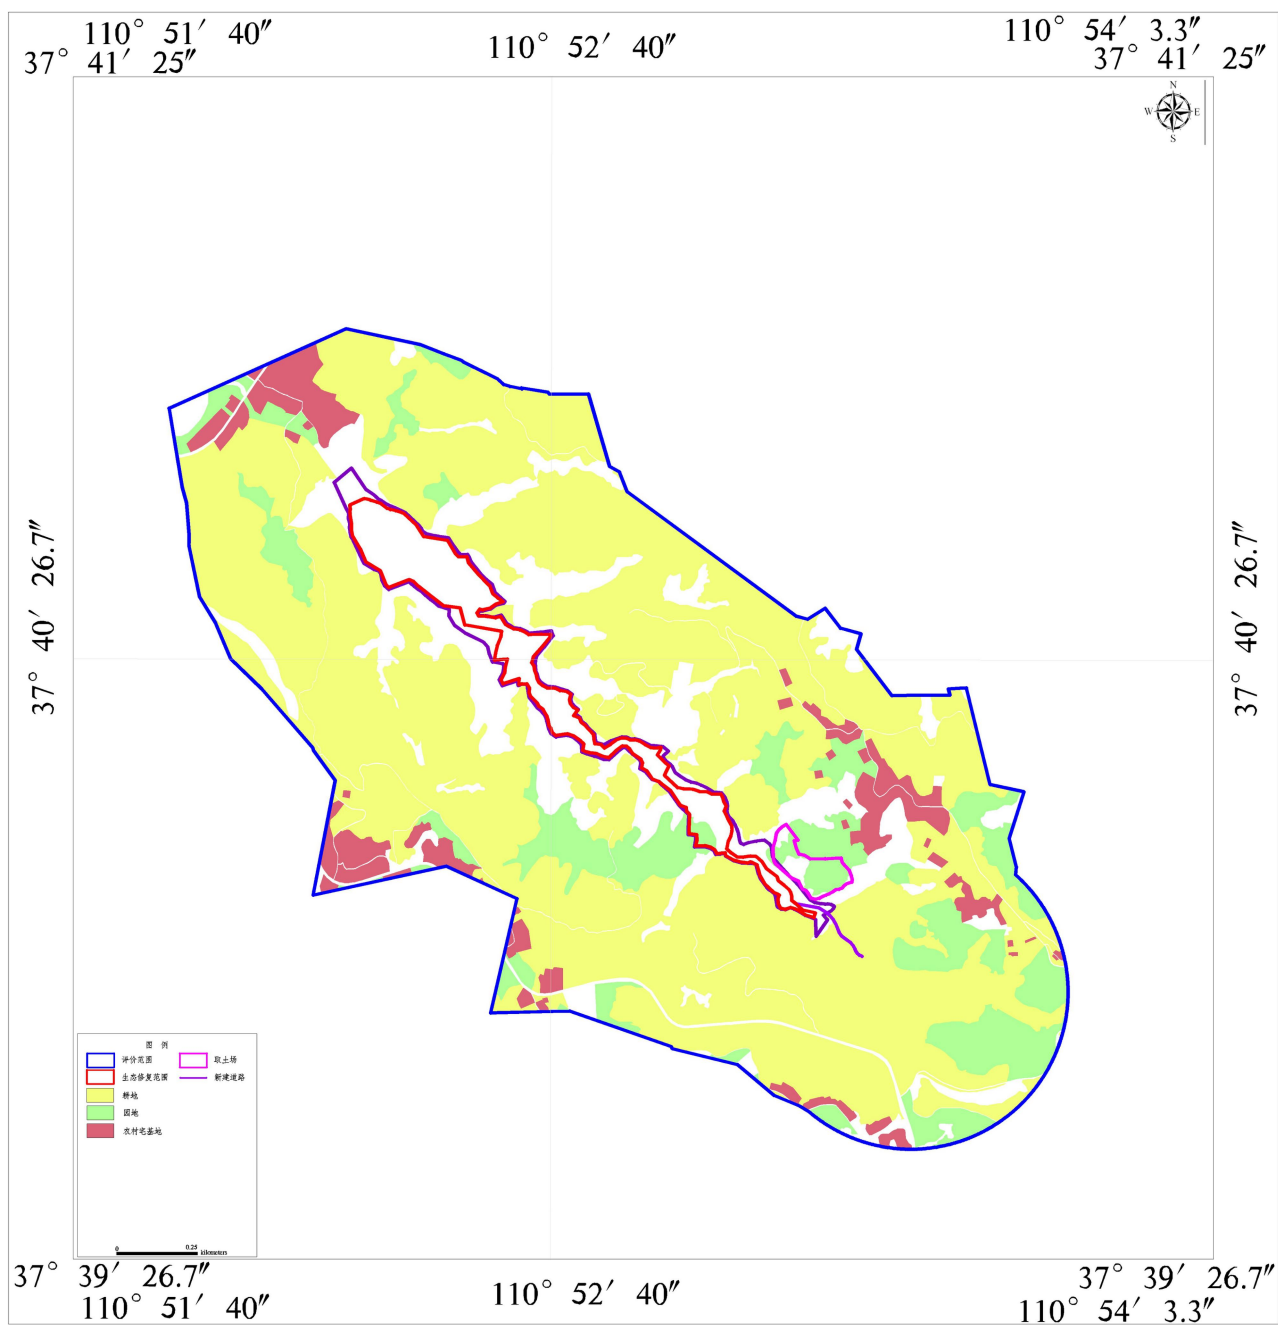 110° 51′ 40″
110° 52′ 40″
110° 54′ 3.3″
37° 41′ 25″
37° 41′ 25″
N
W E
S
37° 40′ 26.7″
37° 40′ 26.7″
图 例
评价范围
取土场
生态修复范围
新建道路
耕地
园地
农村宅基地
0 0.25
kilometers
37° 39′ 26.7″
110° 52′ 40″
37° 39′ 26.7″
110° 51′ 40″
110° 54′ 3.3″